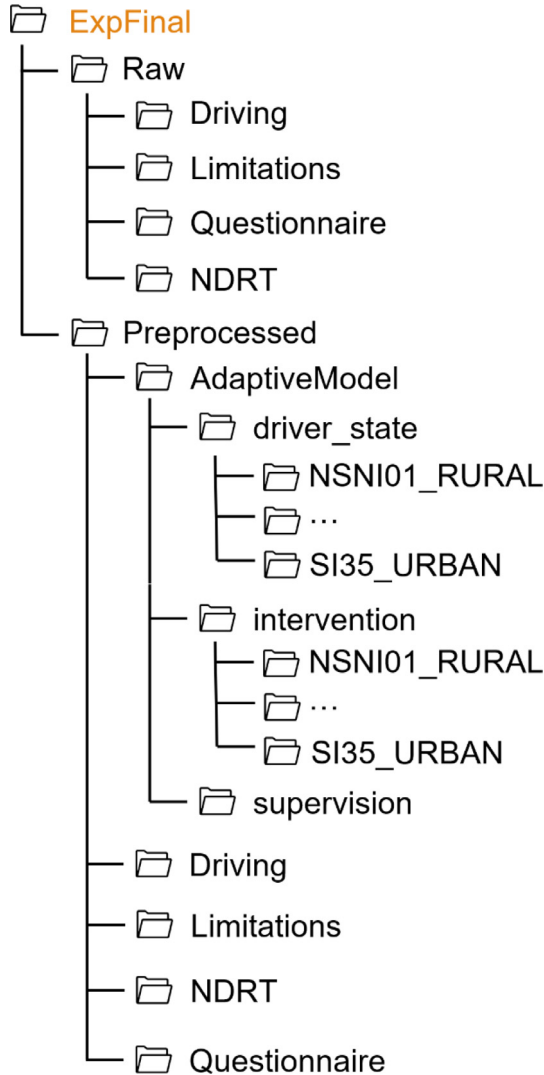 ExpFinal
Raw
Driving
Limitations
Questionnaire
NDRT
Preprocessed
AdaptiveModel
driver_state
NSNI01_RURAL
...
SI35_URBAN
intervention
NSNI01_RURAL
...
SI35_URBAN
supervision
Driving
Limitations
NDRT
Questionnaire